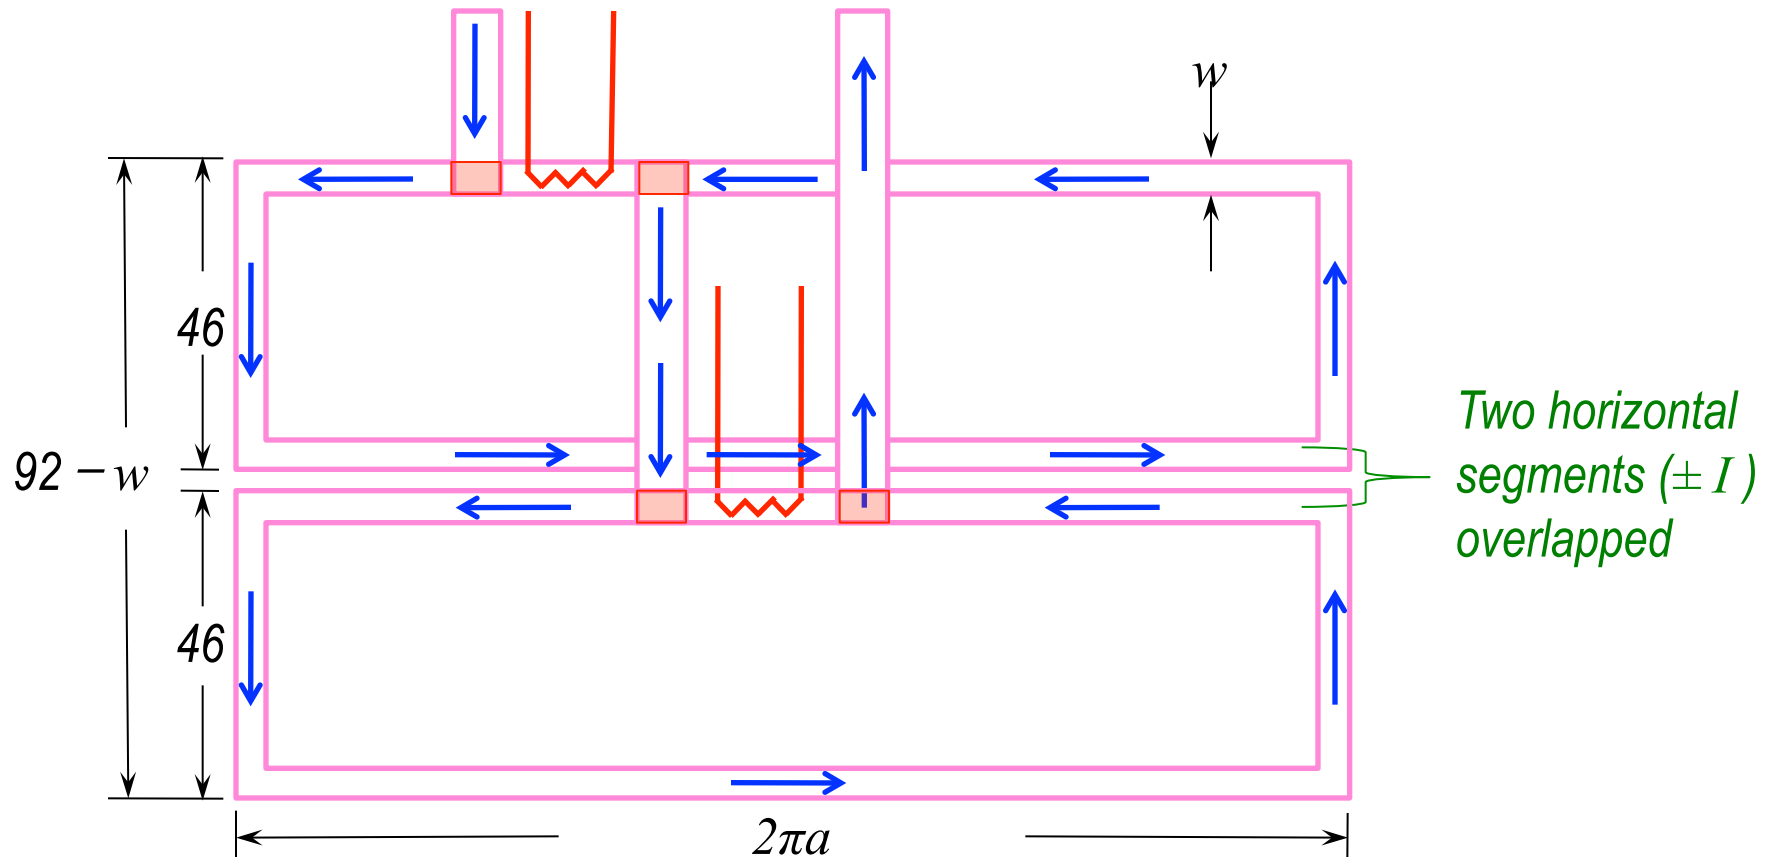 w
46
92 – w
Two horizontal
segments (± I )
overlapped
46
2πa